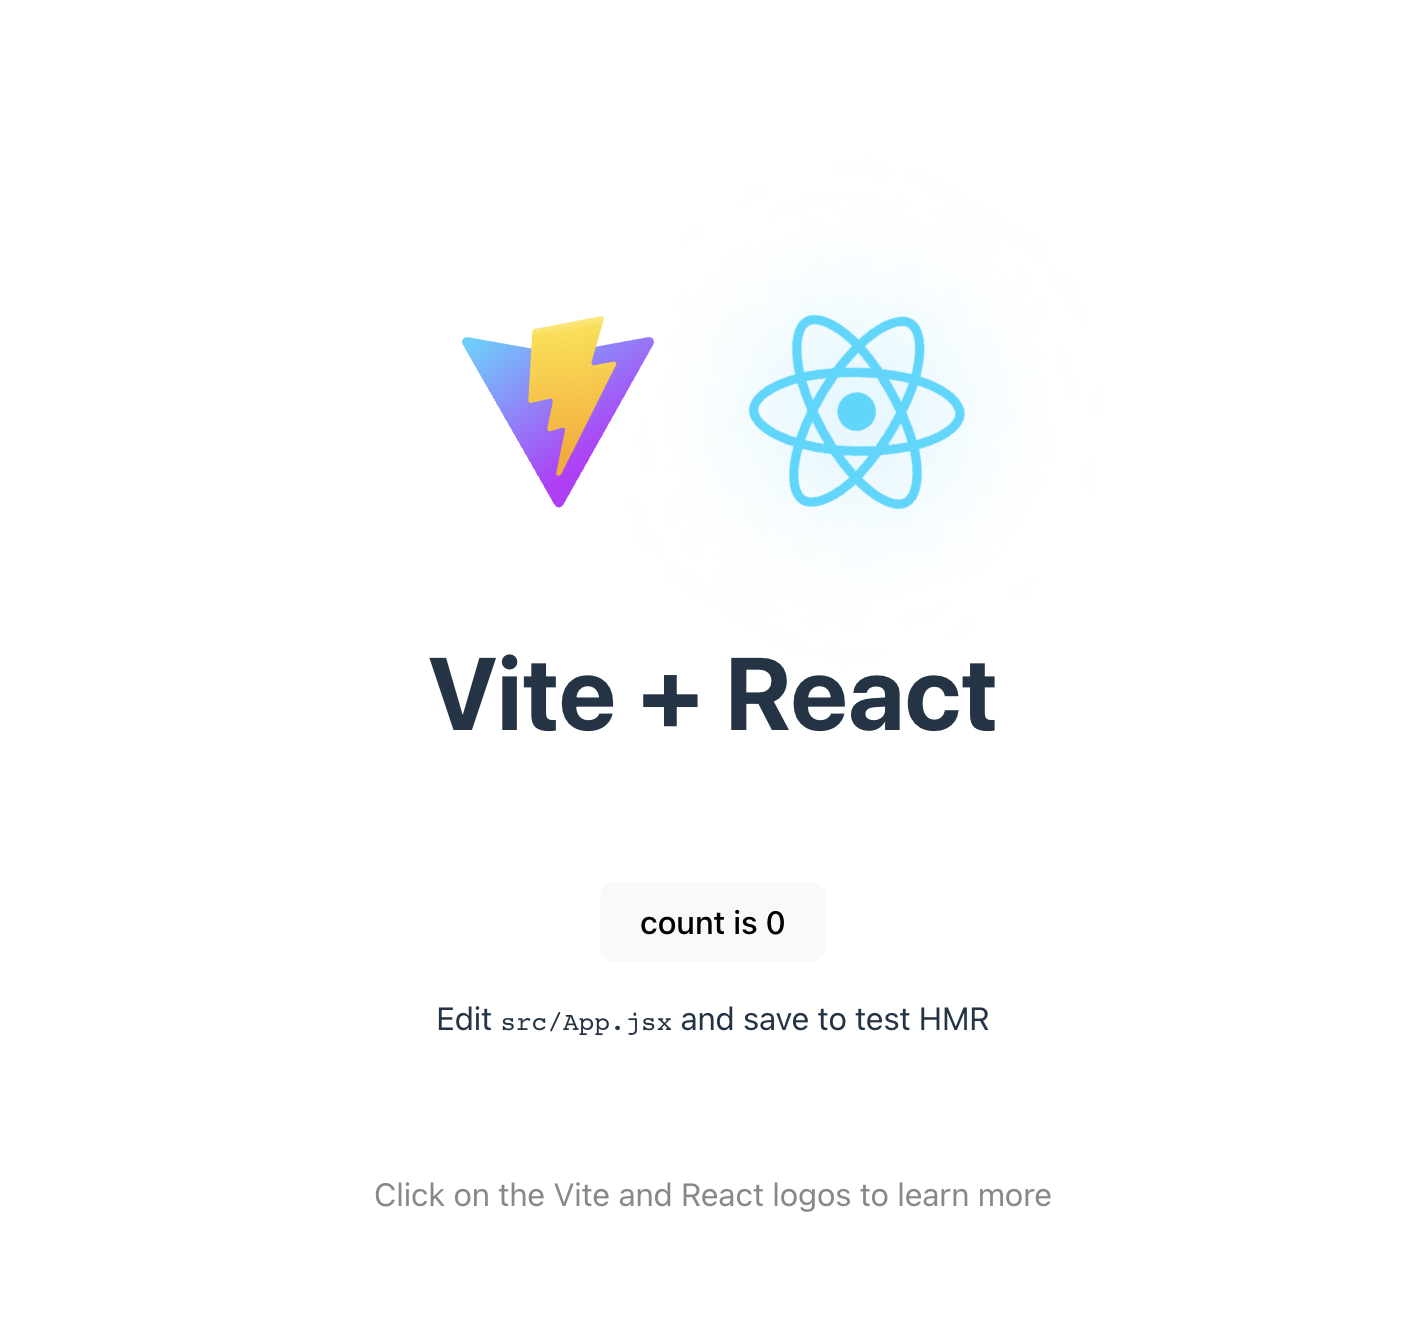 Vite + React
count is 0
Edit src/App.jsx and save to test HMR
Click on the Vite and React logos to learn more